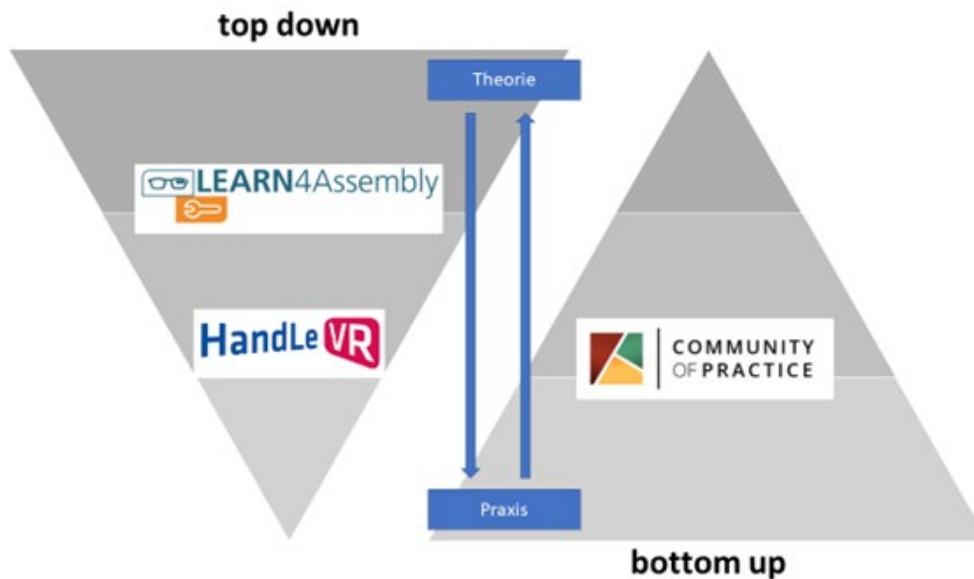 top down
Theorie
LEARN4Assembly
HandLe VR
COMMUNITY
OF PRACTICE
Praxis
bottom up